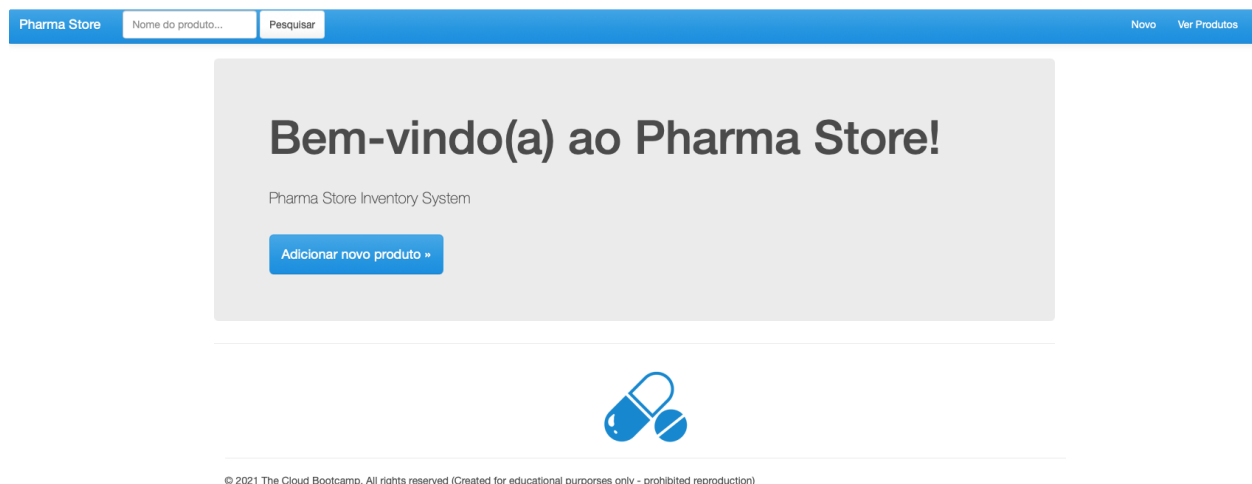 Pharma Store Nome do produto... Pesquisar Novo Ver Produtos
Bem-vindo(a) ao Pharma Store!
Pharma Store Inventory System
Adicionar novo produto »
© 2021 The Cloud Bootcamp. All rights reserved (Created for educational purporses only - prohibited reproduction)